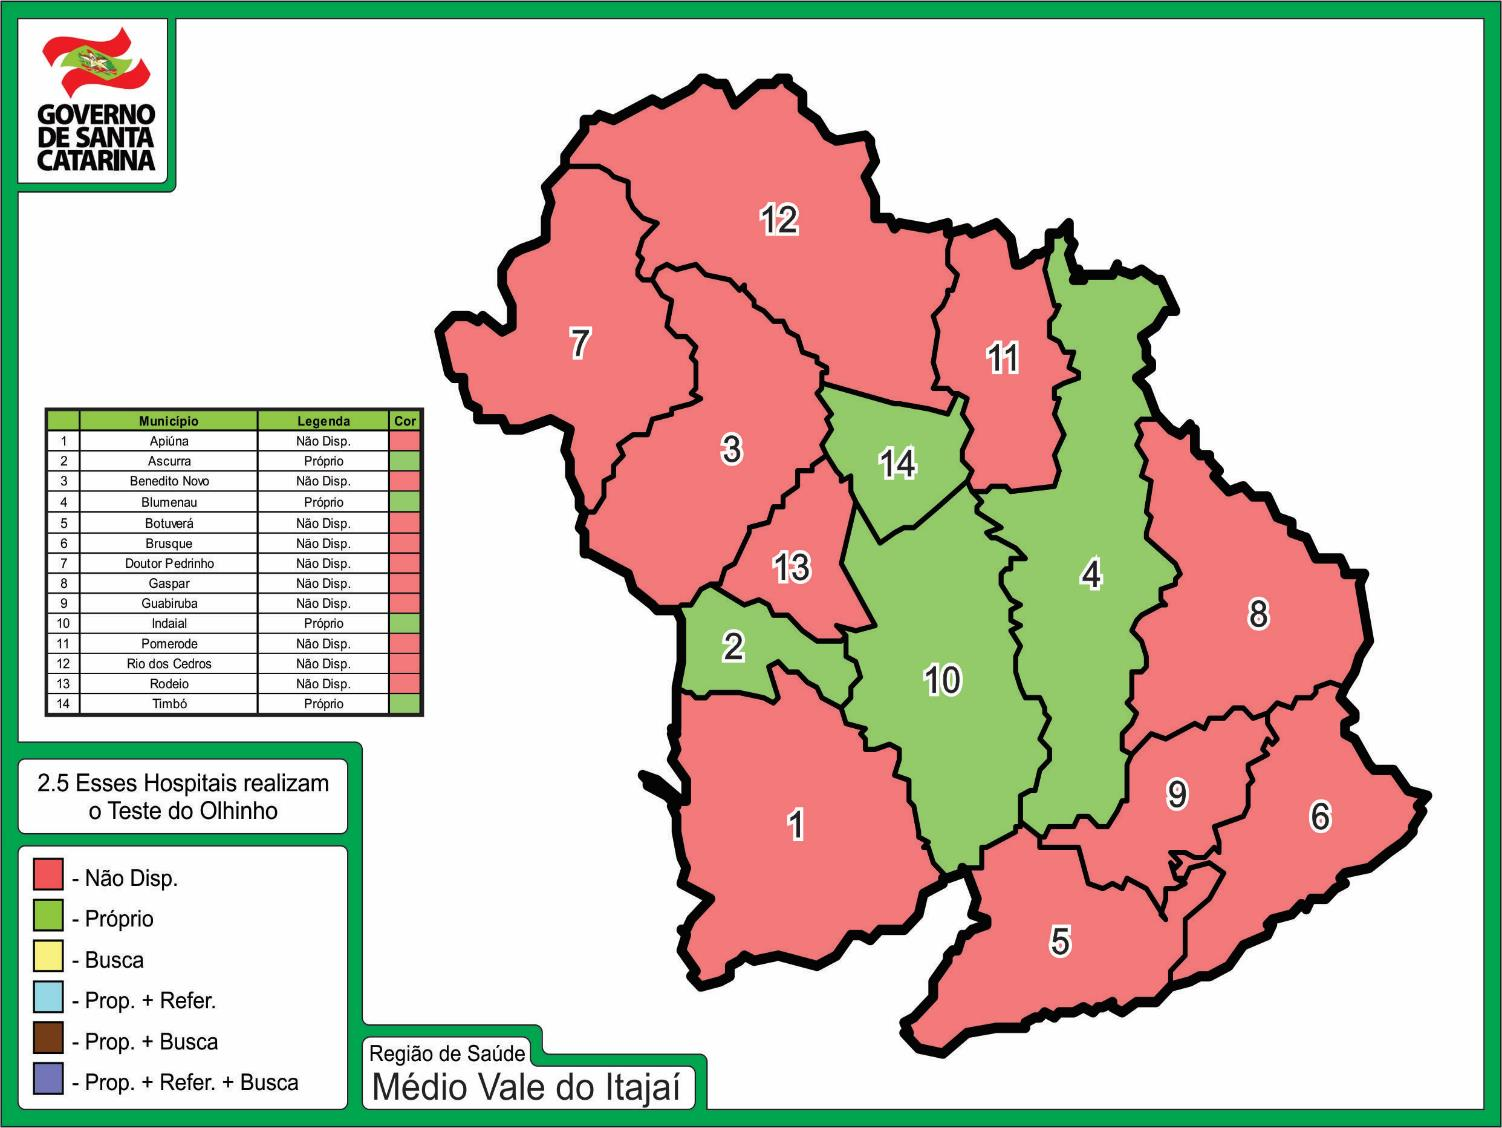 GOVERNO
DE SANTA
CATARINA
Município Legenda Cor
1 Apiúna Não Disp.
2 Ascurra Próprio
3 Benedito Novo Não Disp.
4 Blumenau Próprio
5 Botuverá Não Disp.
6 Brusque Não Disp.
7 Doutor Pedrinho Não Disp.
8 Gaspar Não Disp.
9 Guabiruba Não Disp.
10 Indaial Próprio
11 Pomerode Não Disp.
12 Rio dos Cedros Não Disp.
13 Rodeio Não Disp.
14 Timbó Próprio
12
7
11
3
14
13
4
2
8
10
9
1
6
5
2.5 Esses Hospitais realizam
o Teste do Olhinho
- Não Disp.
- Próprio
- Busca
- Prop. + Refer.
- Prop. + Busca
- Prop. + Refer. + Busca
Região de Saúde
Médio Vale do Itajaí